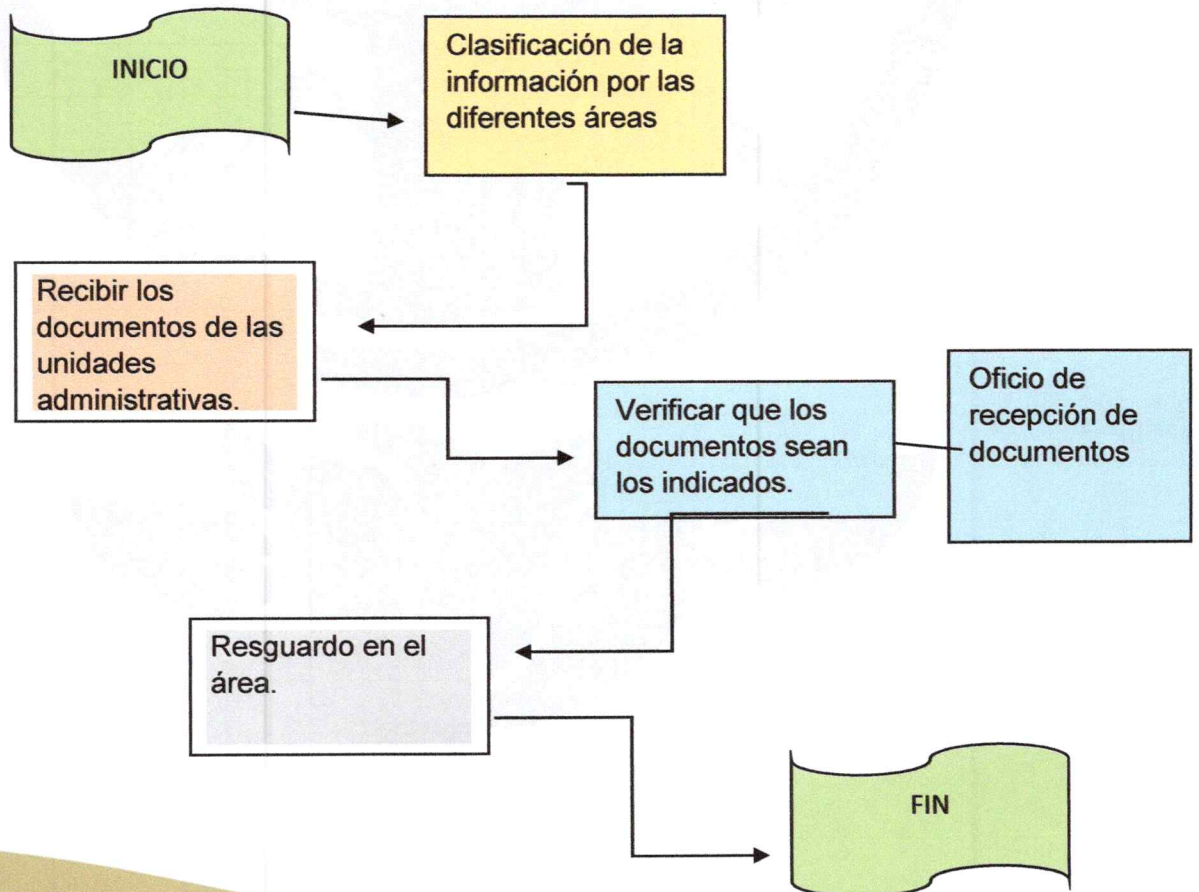 INICIO
Clasificación de la
información por las
diferentes áreas
Recibir los
documentos de las
unidades
administrativas.
Verificar que los
documentos sean
los indicados.
Oficio de
recepción de
documentos
Resguardo en el
área.
FIN